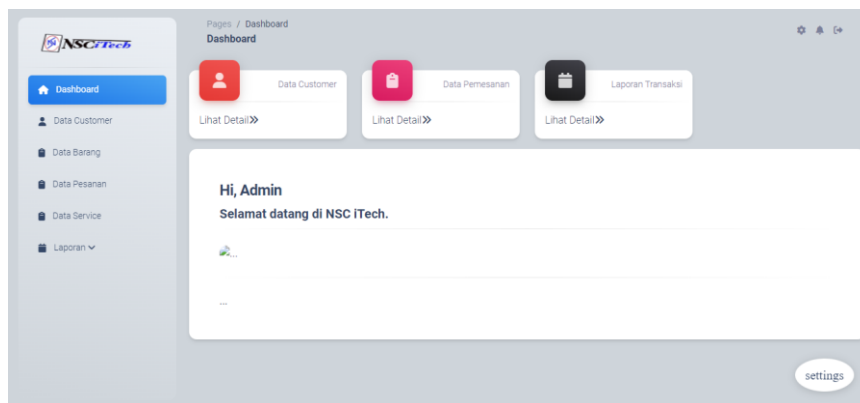 NSCiTech
Pages / Dashboard
Dashboard
Dashboard
Data Customer
Data Barang
Data Pesanan
Data Service
Laporan
Data Customer
Lihat Detail
Data Pemesanan
Lihat Detail
Laporan Transaksi
Lihat Detail
Hi, Admin
Selamat datang di NSC iTech.
...
...
settings